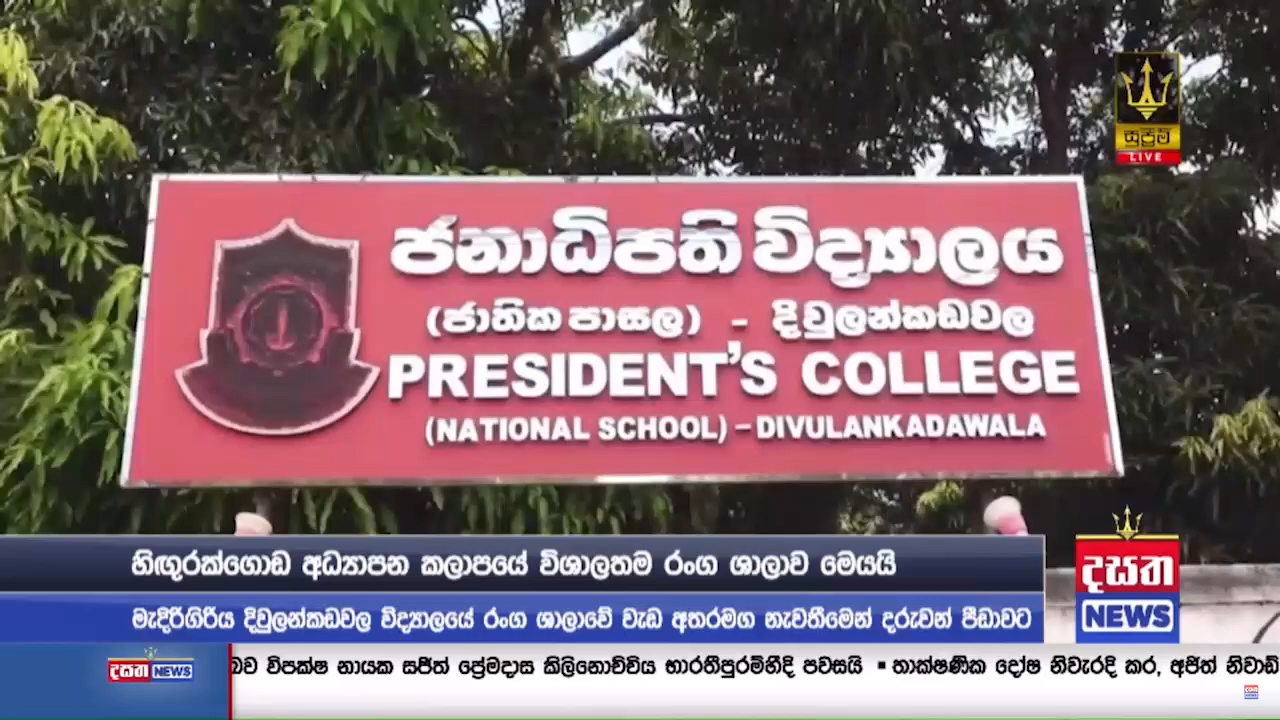 සුප්‍රීම්
LIVE
ජනාධිපති විද්‍යාලය
(ජාතික පාසල) - දිවුලන්කඩවල
PRESIDENT'S COLLEGE
(NATIONAL SCHOOL) - DIVULANKADAWALA
හිඟුරක්ගොඩ අධ්‍යාපන කලාපයේ විශාලතම රංග ශාලාව මෙයයි
මැදිරිගිරිය දිවුලන්කඩවල විද්‍යාලයේ රංග ශාලාවේ වැඩ අතරමග නැවතීමෙන් දරුවන් පීඩාවට
දසත
NEWS
දසත NEWS
බව විපක්ෂ නායක සජිත් ප්‍රේමදාස කිලිනොච්චිය භාරතීපුරම්හිදි පවසයි ▪ තාක්ෂණික දෝෂ නිවැරදි කර, අජිත් නිවාඩ්